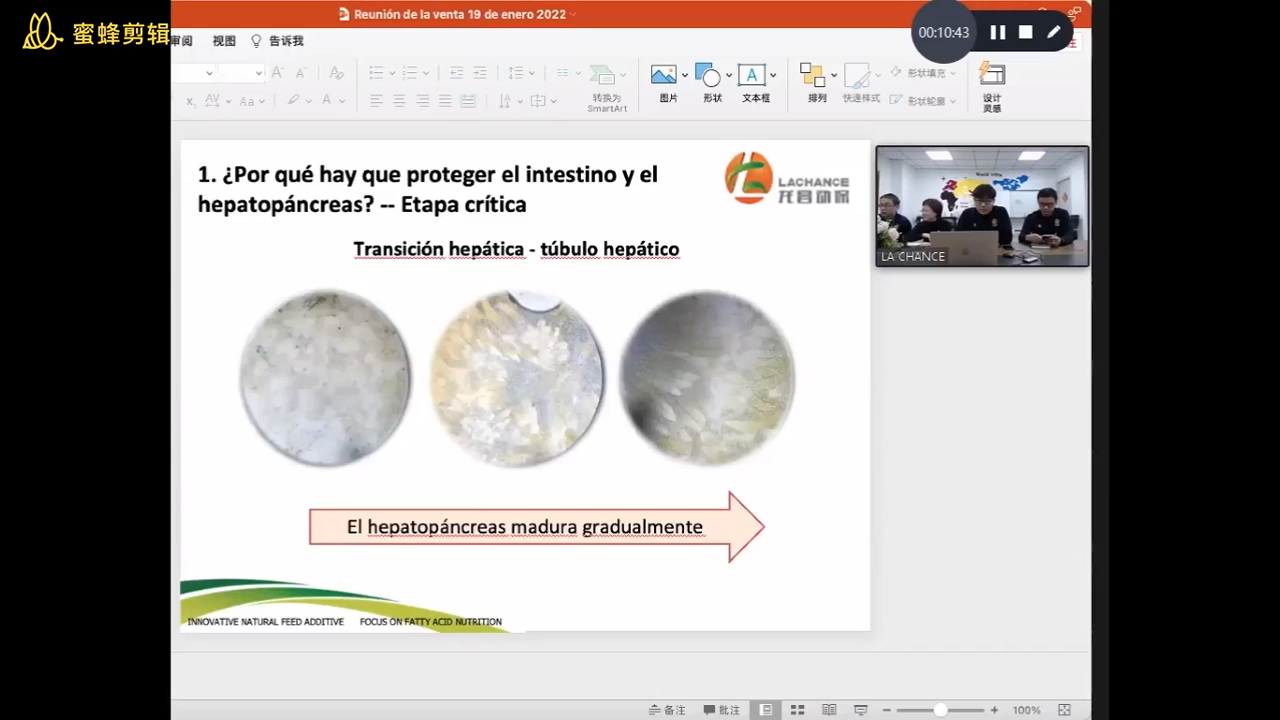 蜜蜂剪辑
Reunión de la venta 19 de enero 2022
00:10:43
审阅
视图
告诉我
转换为
SmartArt
图片
形状
文本框
排列
快速样式
形状填充
形状轮廓
设计
灵感
1. ¿Por qué hay que proteger el intestino y el
hepatopáncreas? -- Etapa crítica
LACHANCE
Transición hepática - túbulo hepático
LA CHANCE
El hepatopáncreas madura gradualmente
INNOVATIVE NATURAL FEED ADDITIVE FOCUS ON FATTY ACID NUTRITION
备注
批注
100%